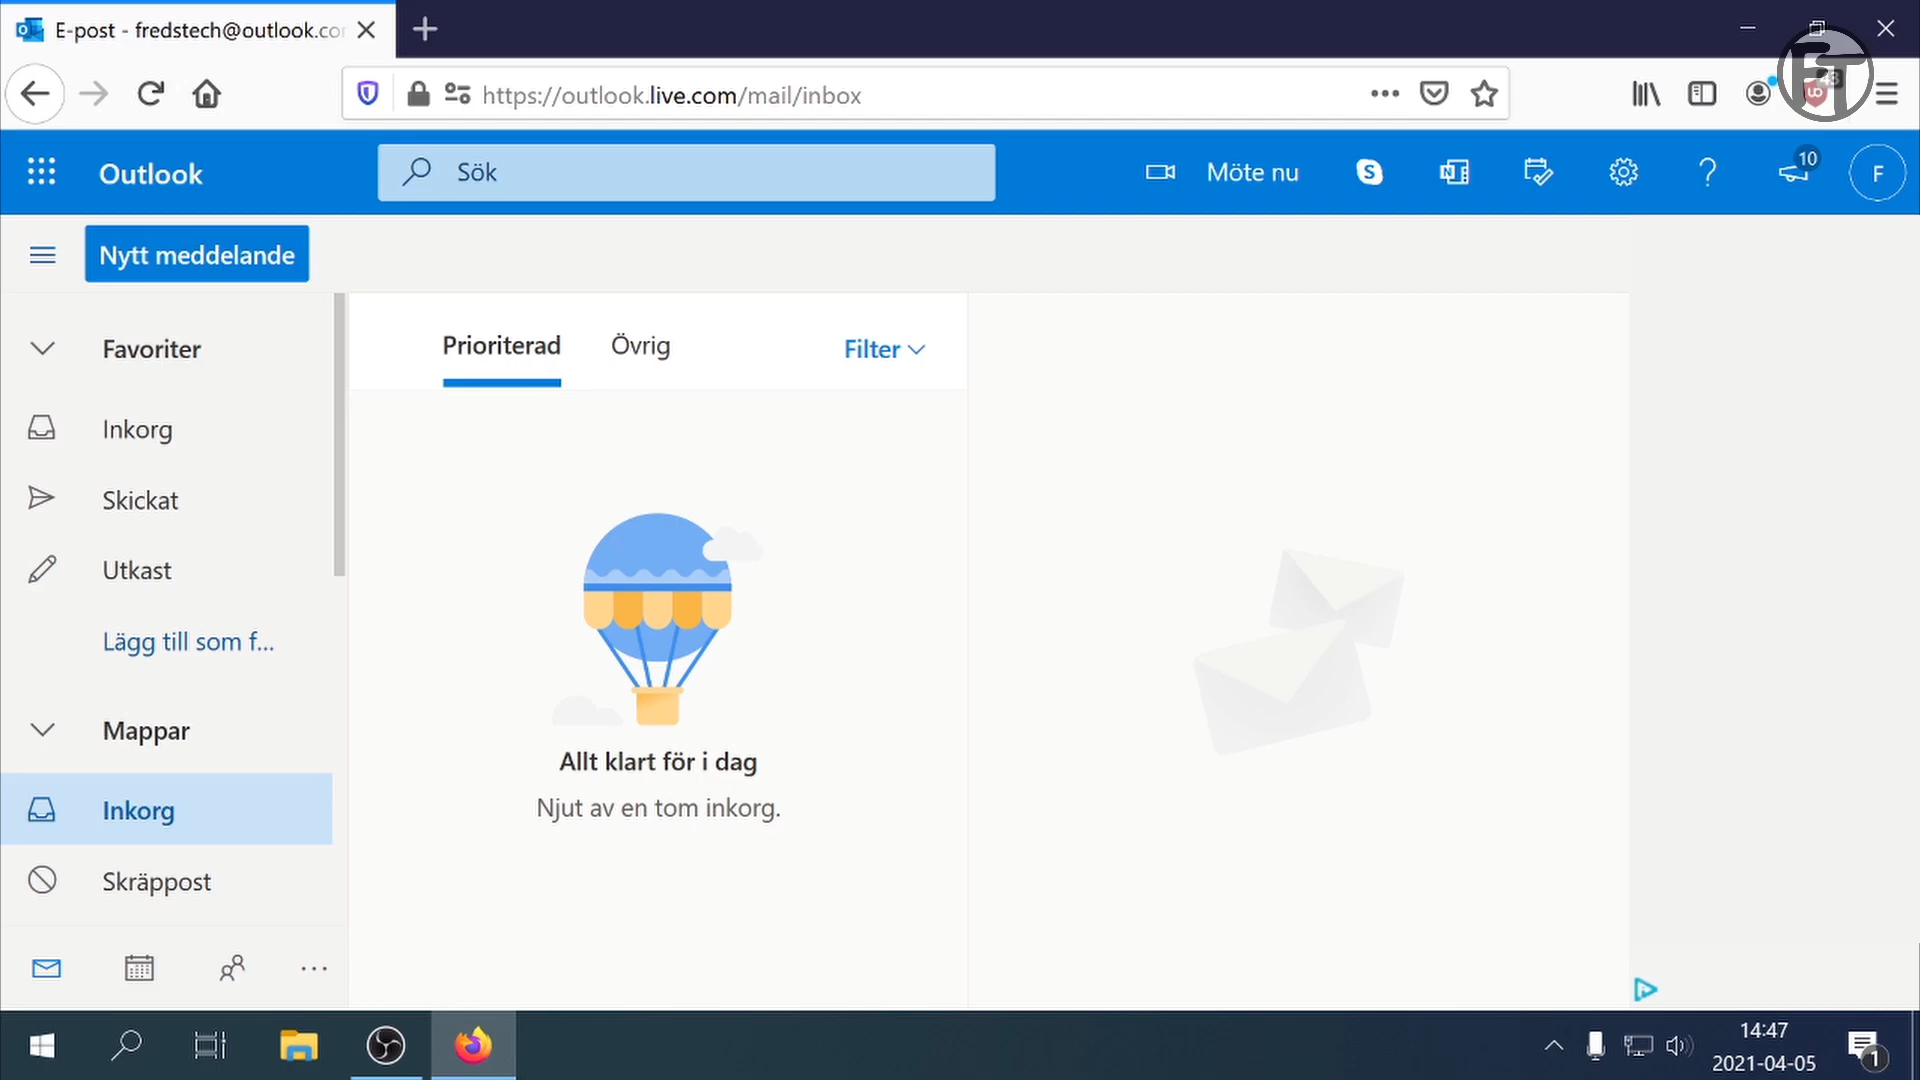 E-post - fredstech@outlook.co
https://outlook.live.com/mail/inbox
FT
Outlook
Sök
Möte nu
10
F
Nytt meddelande
Favoriter
Inkorg
Skickat
Utkast
Lägg till som f...
Mappar
Inkorg
Skräppost
Prioriterad
Övrig
Filter
Allt klart för i dag
Njut av en tom inkorg.
14:47
2021-04-05
1